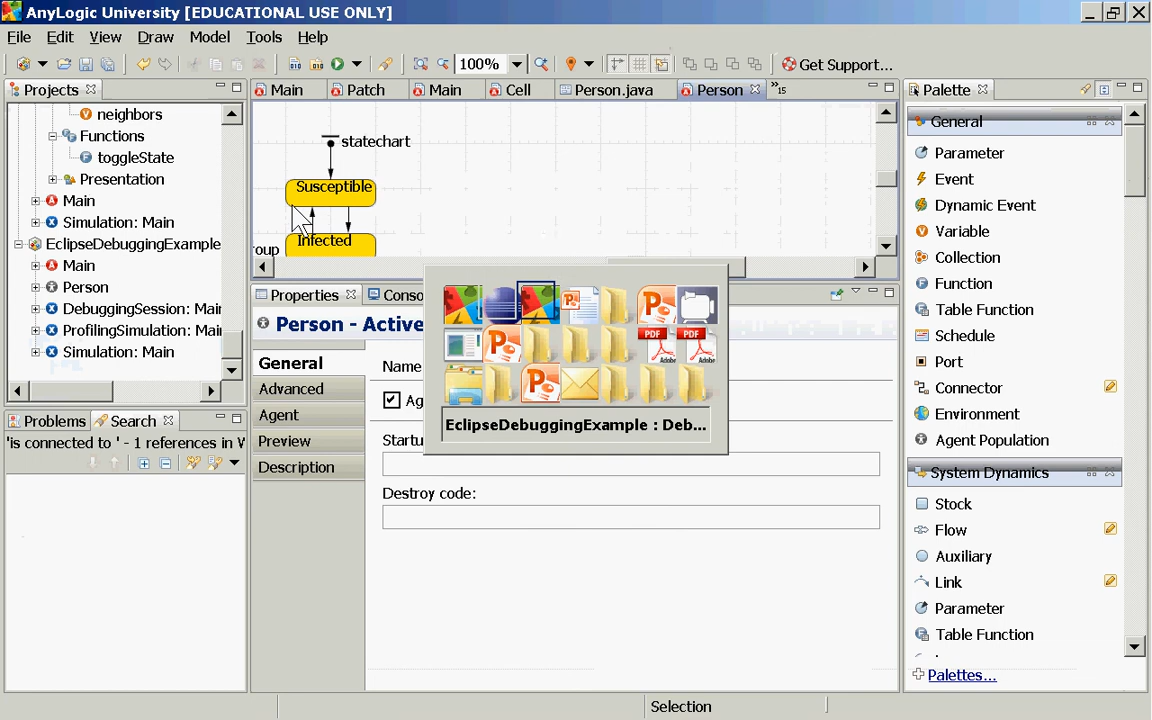 AnyLogic University [EDUCATIONAL USE ONLY]
File Edit View Draw Model Tools Help
100% Get Support...
Projects
neighbors
Functions
toggleState
Presentation
Main
Simulation: Main
EclipseDebuggingExample
Main
Person
DebuggingSession: Mai
ProfilingSimulation: Mai
Simulation: Main
Problems Search
'is connected to ' - 1 references in W
Main Patch Main Cell Person.java Person 15
statechart
Susceptible
Infected
Properties Conso
Person - Active
General
Advanced
Agent
Preview
Description
Name
Ag
Startu
Destroy code:
PDF PDF
Adobe Adobe
EclipseDebuggingExample : Deb...
Palette
General
Parameter
Event
Dynamic Event
Variable
Collection
Function
Table Function
Schedule
Port
Connector
Environment
Agent Population
System Dynamics
Stock
Flow
Auxiliary
Link
Parameter
Table Function
Palettes...
Selection